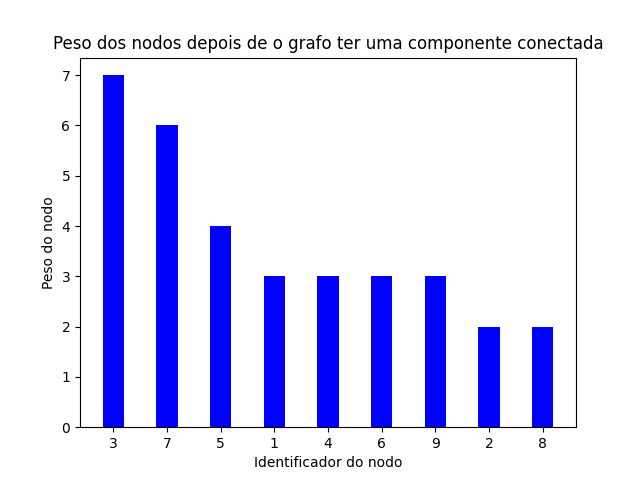 Peso dos nodos depois de o grafo ter uma componente conectada
7
6
5
4
3
2
1
0
Peso do nodo
3 7 5 1 4 6 9 2 8
Identificador do nodo